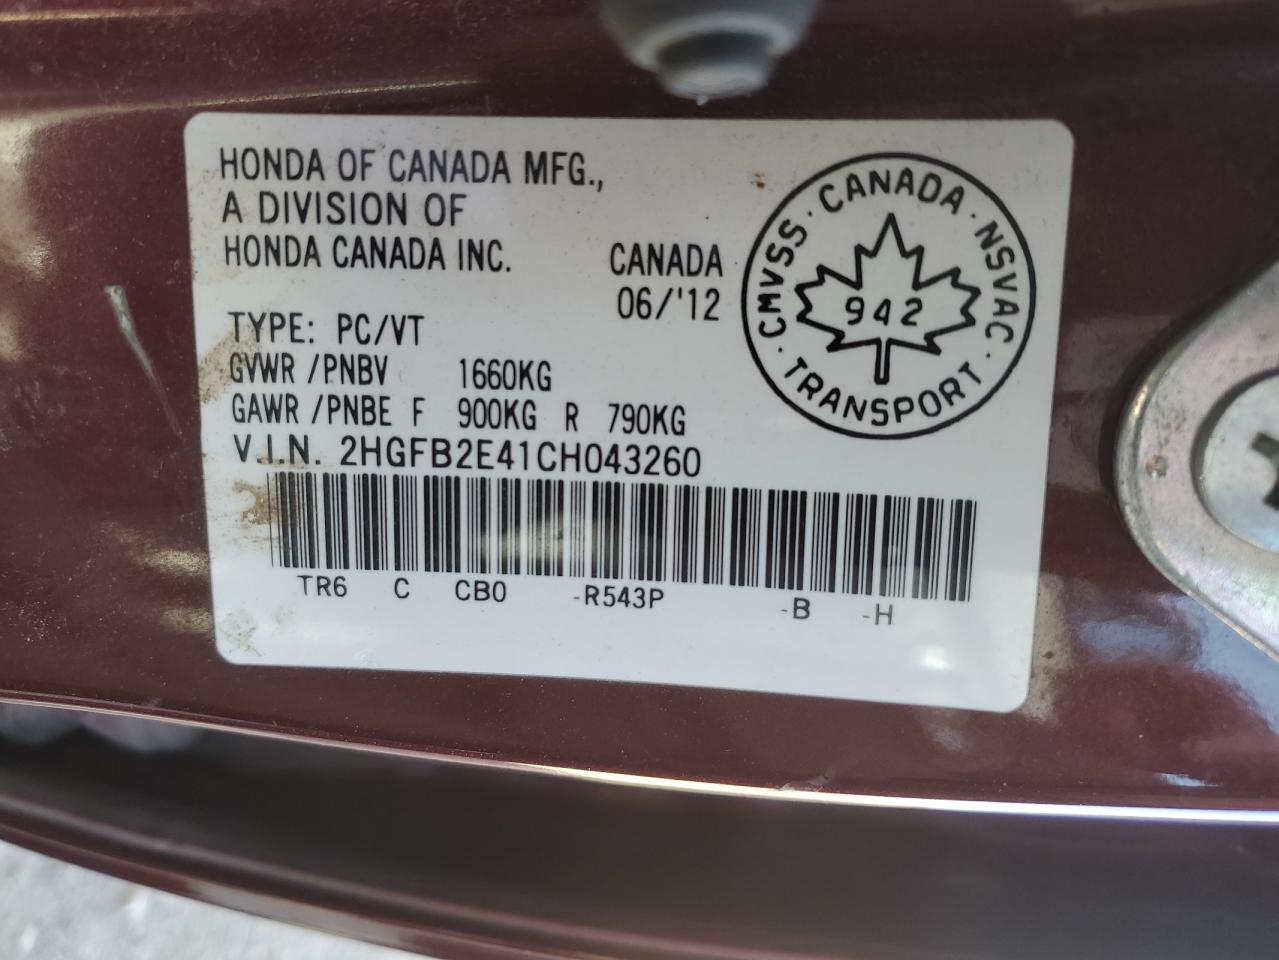 HONDA OF CANADA MFG.,
A DIVISION OF
HONDA CANADA INC.
CANADA
06/'12
TYPE: PC/VT
GVWR /PNBV 1660KG
GAWR /PNBE F 900KG R 790KG
V.I.N. 2HGFB2E41CH043260
TR6 C CB0 -R543P -B -H
CMVSS · CANADA · NSVAC · TRANSPORT ·
942